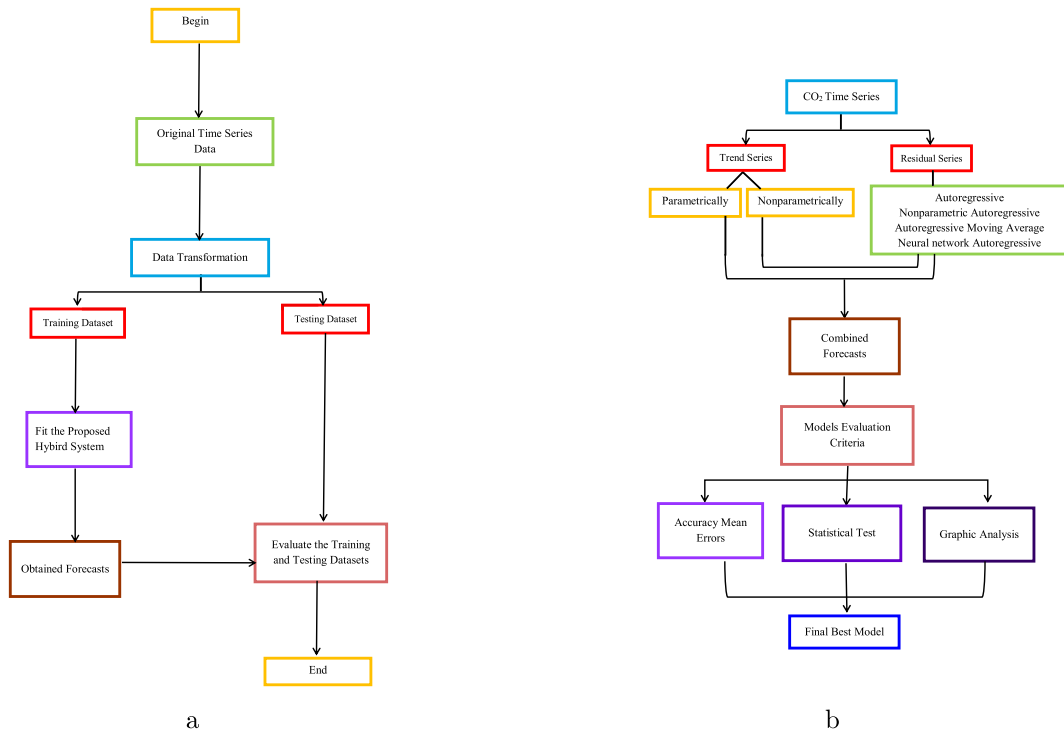 Begin
Original Time Series
Data
Data Transformation
Training Dataset
Testing Dataset
Fit the Proposed
Hybird System
Obtained Forecasts
Evaluate the Training
and Testing Datasets
End
a
CO₂ Time Series
Trend Series
Residual Series
Parametrically
Nonparametrically
Autoregressive
Nonparametric Autoregressive
Autoregressive Moving Average
Neural network Autoregressive
Combined
Forecasts
Models Evaluation
Criteria
Accuracy Mean
Errors
Statistical Test
Graphic Analysis
Final Best Model
b